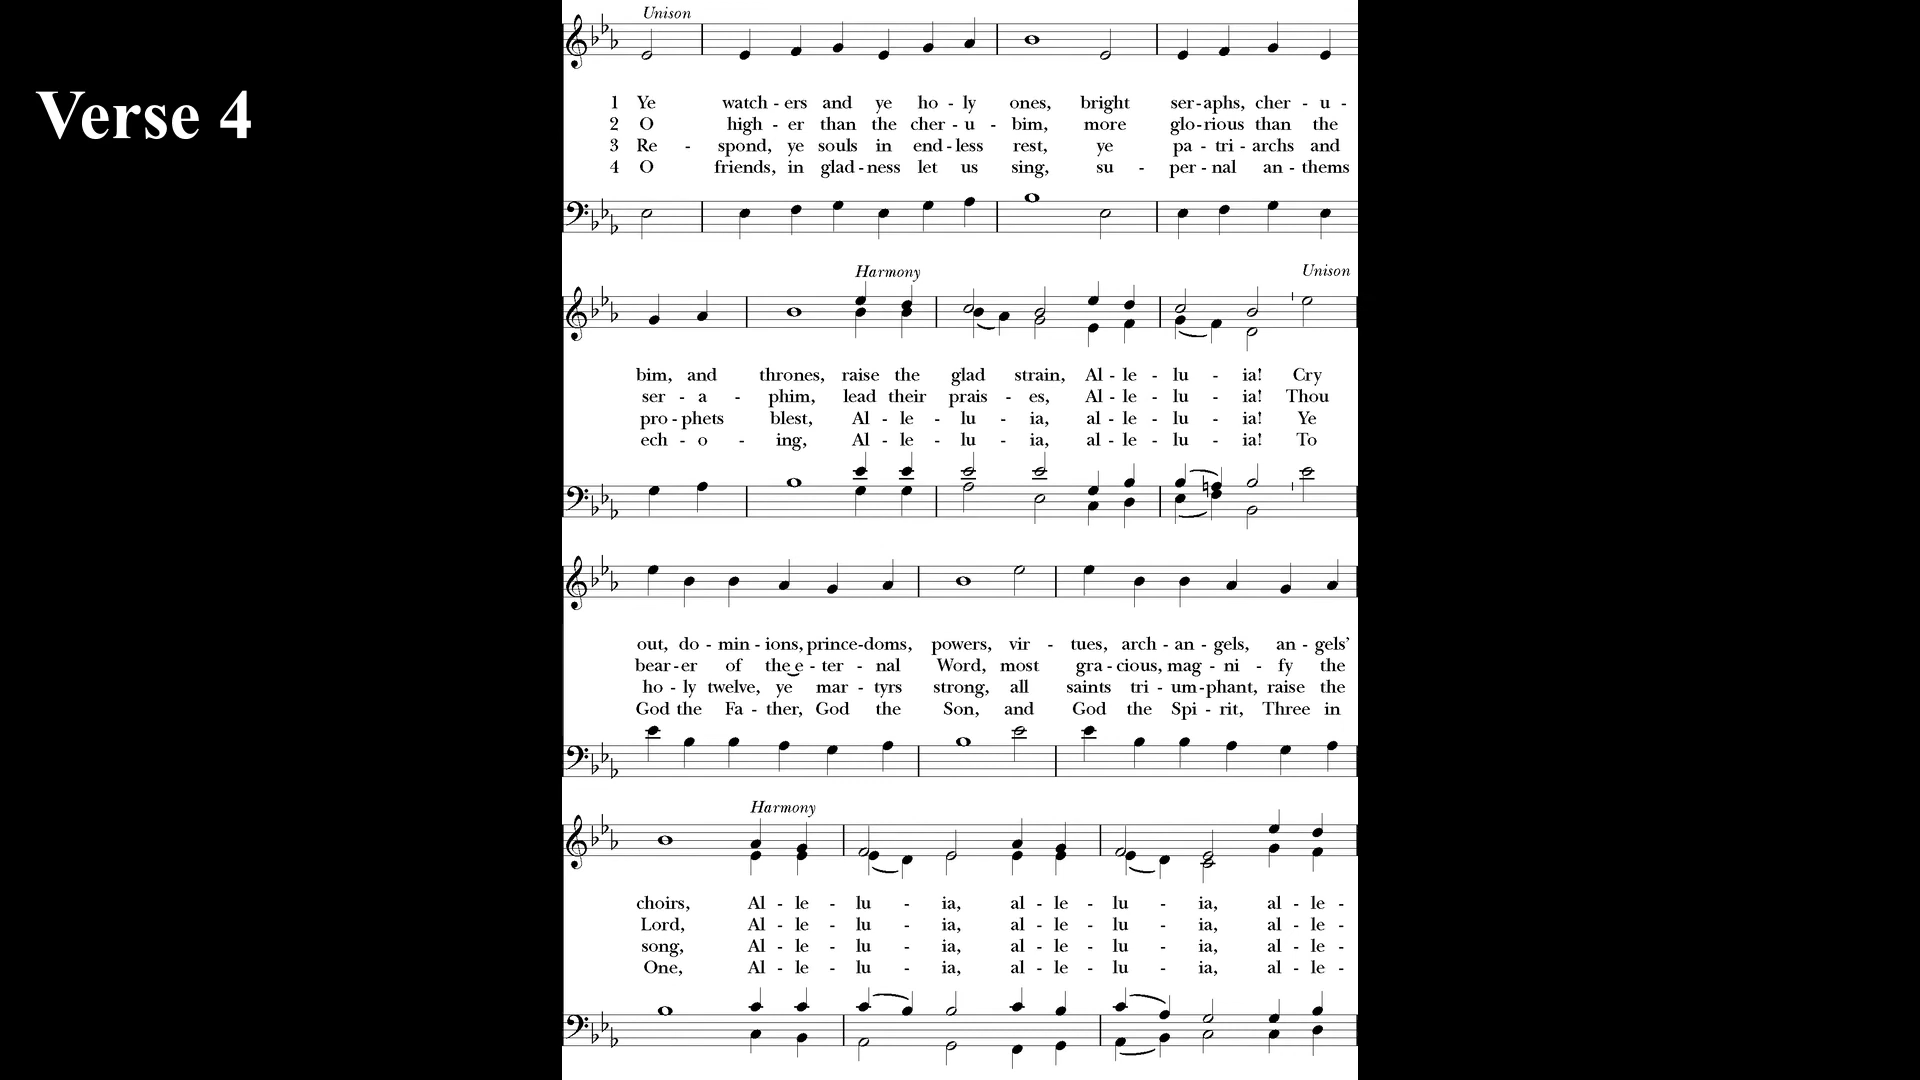 Verse 4
Unison
1 Ye watch - ers and ye ho - ly ones, bright ser - aphs, cher - u -
2 O high - er than the cher - u - bim, more glo - rious than the
3 Re - spond, ye souls in end - less rest, ye pa - tri - archs and
4 O friends, in glad - ness let us sing, su - per - nal an - thems
Harmony Unison
bim, and thrones, raise the glad strain, Al - le - lu - ia! Cry
ser - a - phim, lead their prais - es, Al - le - lu - ia! Thou
pro - phets blest, Al - le - lu - ia, al - le - lu - ia! Ye
ech - o - ing, Al - le - lu - ia, al - le - lu - ia! To
out, do - min - ions, prince - doms, powers, vir - tues, arch - an - gels, an - gels’
bear - er of the e - ter - nal Word, most gra - cious, mag - ni - fy the
ho - ly twelve, ye mar - tyrs strong, all saints tri - um - phant, raise the
God the Fa - ther, God the Son, and God the Spi - rit, Three in
Harmony
choirs, Al - le - lu - ia, al - le - lu - ia, al - le -
Lord, Al - le - lu - ia, al - le - lu - ia, al - le -
song, Al - le - lu - ia, al - le - lu - ia, al - le -
One, Al - le - lu - ia, al - le - lu - ia, al - le -